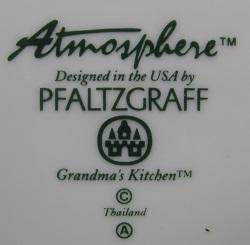 Atmosphere™
Designed in the USA by
PFALTZGRAFF
Grandma's Kitchen™
©
Thailand
Ⓐ